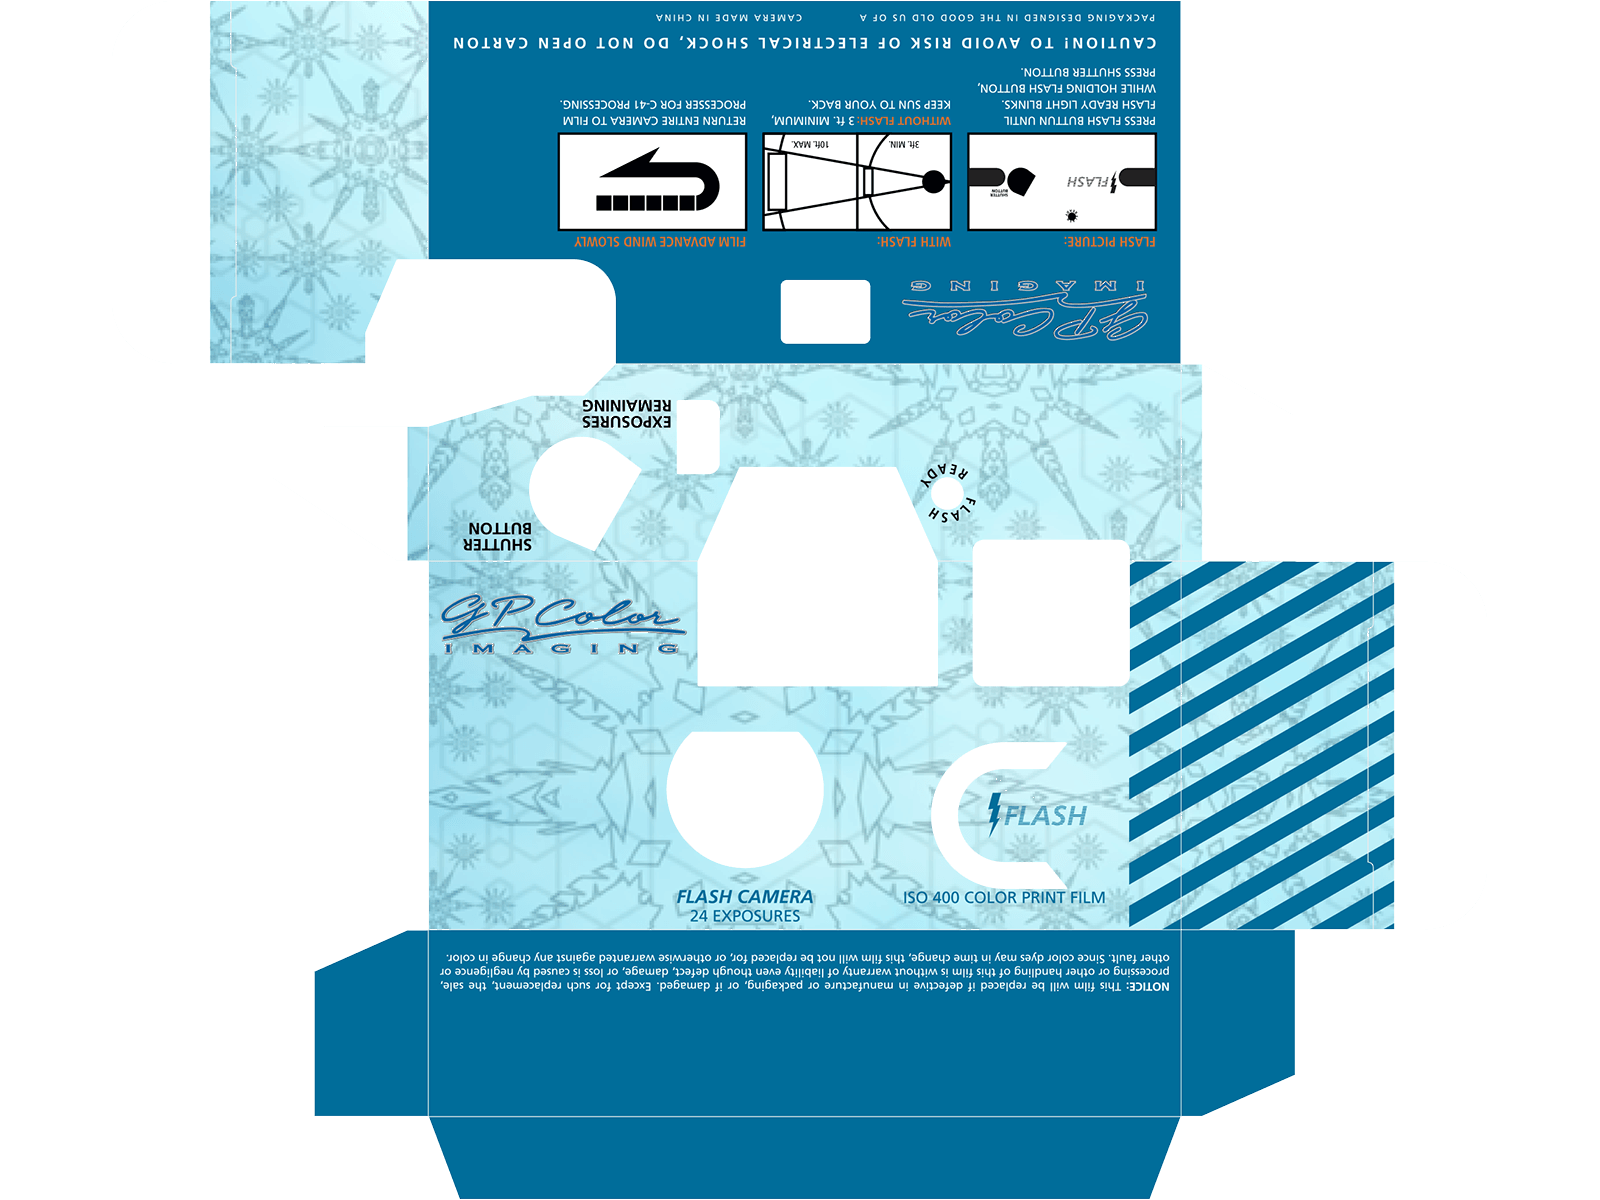 PACKAGING DESIGNED IN THE GOOD OLD US OF A
CAMERA MADE IN CHINA
CAUTION! TO AVOID RISK OF ELECTRICAL SHOCK, DO NOT OPEN CARTON
GPColor
IMAGING
FLASH PICTURE:
SHUTTER
BUTTON
FLASH
PRESS FLASH BUTTUN UNTIL
FLASH READY LIGHT BLINKS.
WHILE HOLDING FLASH BUTTON,
PRESS SHUTTER BUTTON.
WITH FLASH:
3ft. MIN.
10ft. MAX.
WITHOUT FLASH: 3 ft. MINIMUM,
KEEP SUN TO YOUR BACK.
FILM ADVANCE WIND SLOWLY
RETURN ENTIRE CAMERA TO FILM
PROCESSER FOR C-41 PROCESSING.
EXPOSURES
REMAINING
FLASH
READY
SHUTTER
BUTTON
GPColor
IMAGING
FLASH
FLASH CAMERA
24 EXPOSURES
ISO 400 COLOR PRINT FILM
NOTICE: This film will be replaced if defective in manufacture or packaging, or if damaged. Except for such replacement, the sale,
processing or other handling of this film is without warranty of liability even though defect, damage, or loss is caused by negligence or
other fault. Since color dyes may in time change, this film will not be replaced for, or otherwise warranted against any change in color.